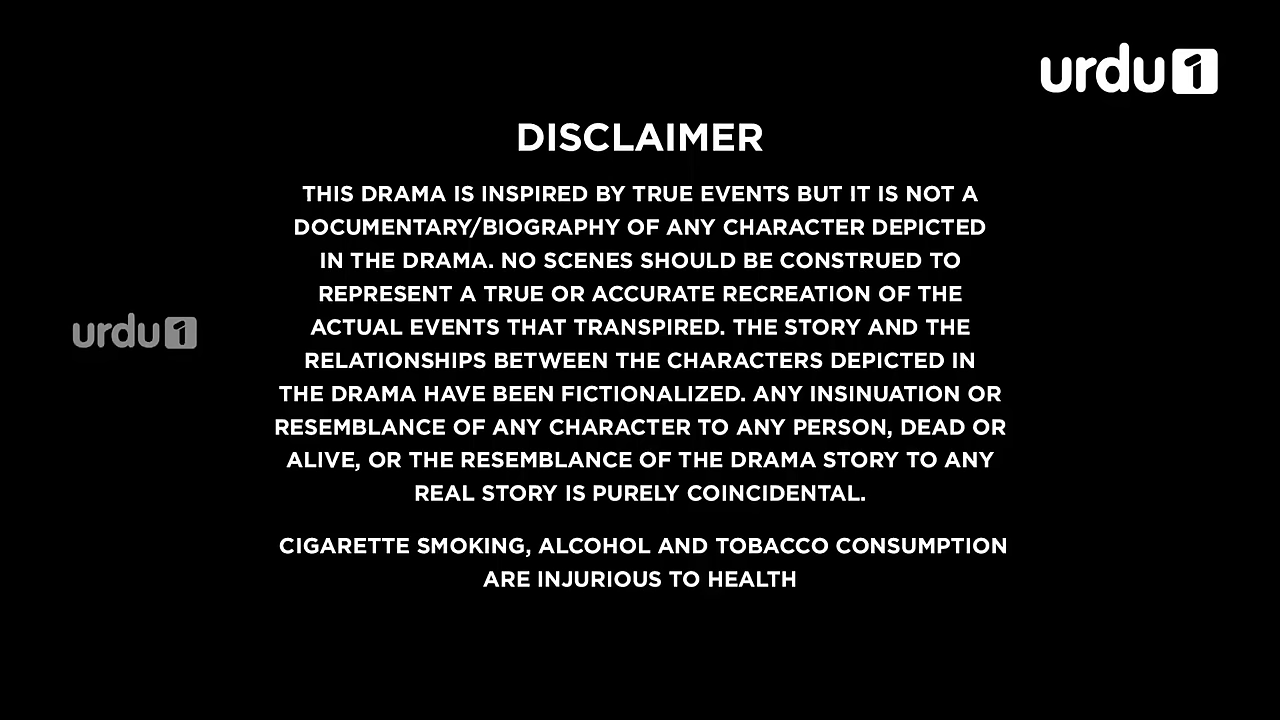 urdu1
DISCLAIMER
THIS DRAMA IS INSPIRED BY TRUE EVENTS BUT IT IS NOT A
DOCUMENTARY/BIOGRAPHY OF ANY CHARACTER DEPICTED
IN THE DRAMA. NO SCENES SHOULD BE CONSTRUED TO
REPRESENT A TRUE OR ACCURATE RECREATION OF THE
ACTUAL EVENTS THAT TRANSPIRED. THE STORY AND THE
urdu1
RELATIONSHIPS BETWEEN THE CHARACTERS DEPICTED IN
THE DRAMA HAVE BEEN FICTIONALIZED. ANY INSINUATION OR
RESEMBLANCE OF ANY CHARACTER TO ANY PERSON, DEAD OR
ALIVE, OR THE RESEMBLANCE OF THE DRAMA STORY TO ANY
REAL STORY IS PURELY COINCIDENTAL.
CIGARETTE SMOKING, ALCOHOL AND TOBACCO CONSUMPTION
ARE INJURIOUS TO HEALTH